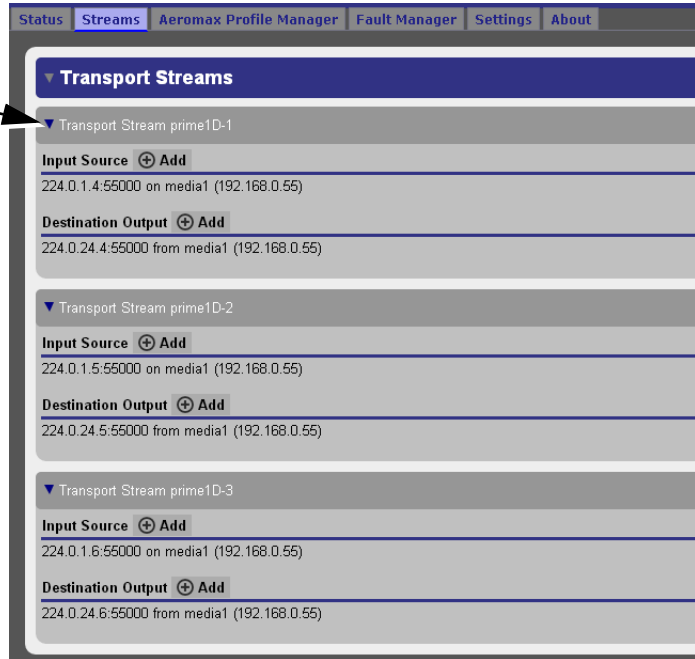 Status Streams Aeromax Profile Manager Fault Manager Settings About
Transport Streams
Transport Stream prime1D-1
Input Source Add
224.0.1.4:55000 on media1 (192.168.0.55)
Destination Output Add
224.0.24.4:55000 from media1 (192.168.0.55)
Transport Stream prime1D-2
Input Source Add
224.0.1.5:55000 on media1 (192.168.0.55)
Destination Output Add
224.0.24.5:55000 from media1 (192.168.0.55)
Transport Stream prime1D-3
Input Source Add
224.0.1.6:55000 on media1 (192.168.0.55)
Destination Output Add
224.0.24.6:55000 from media1 (192.168.0.55)